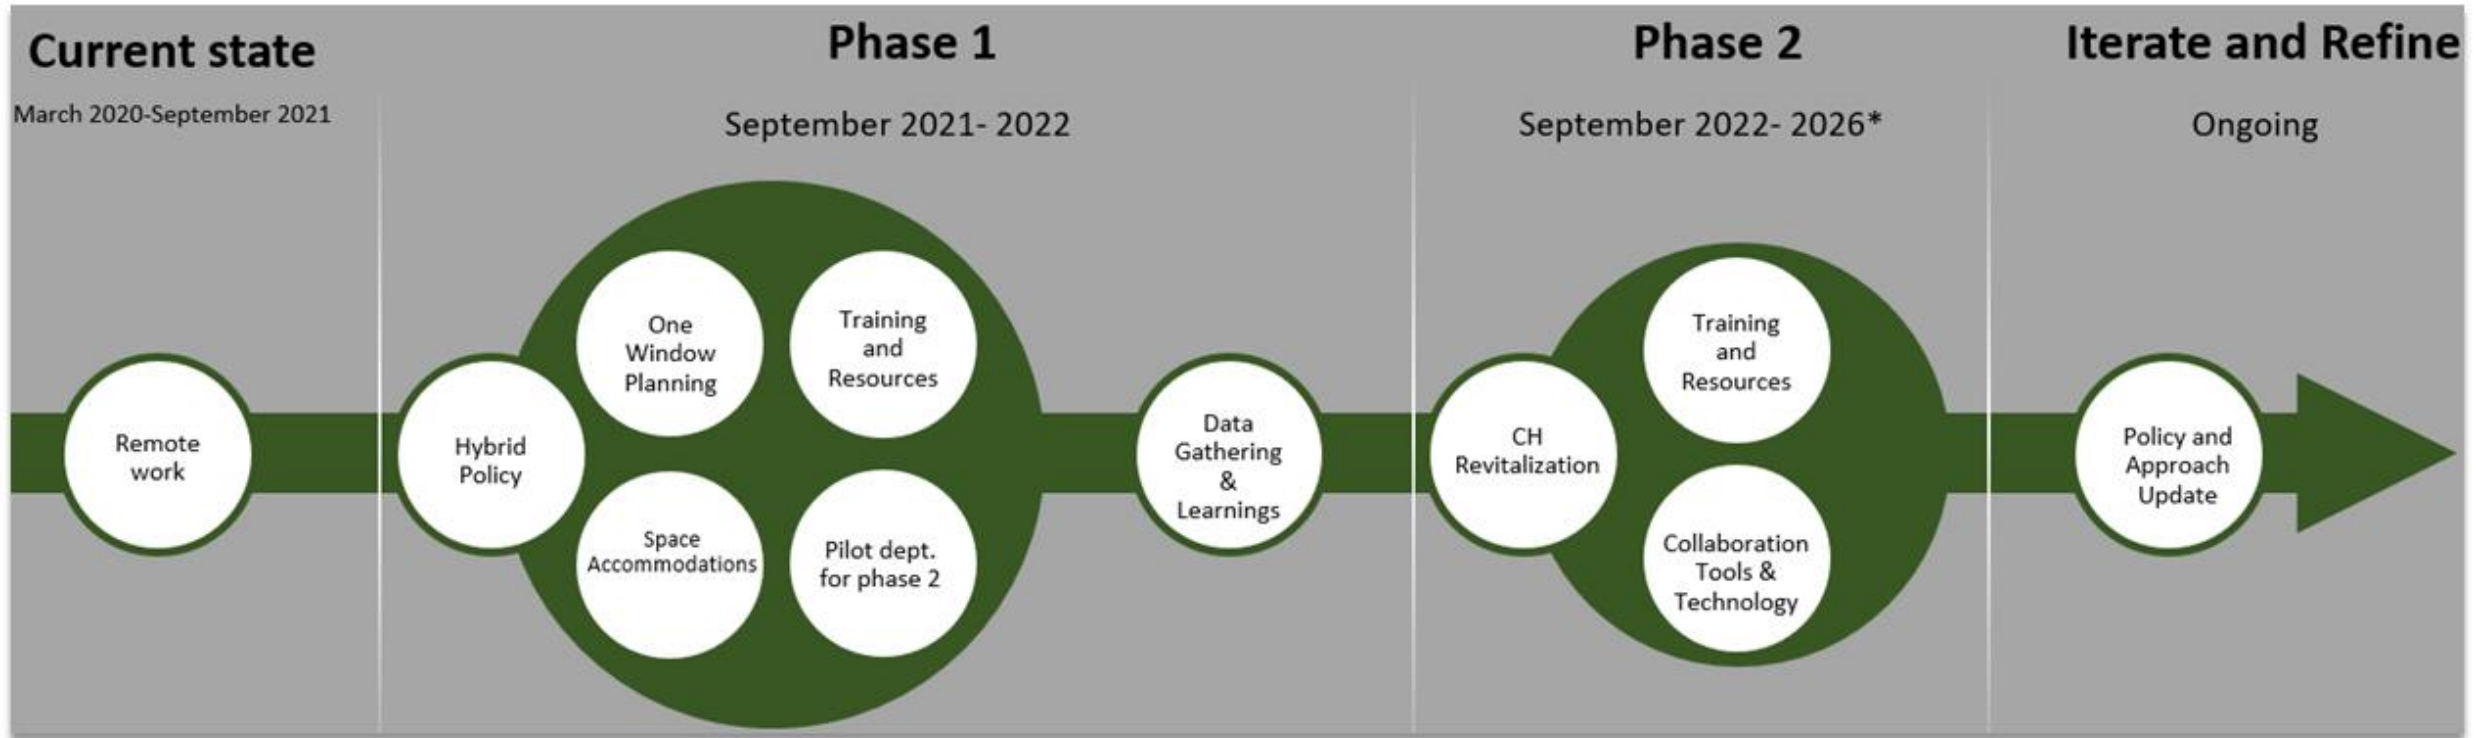 Current state
March 2020-September 2021
Remote
work
Phase 1
September 2021- 2022
Hybrid
Policy
One
Window
Planning
Training
and
Resources
Space
Accommodations
Pilot dept.
for phase 2
Data
Gathering
&
Learnings
Phase 2
September 2022- 2026*
CH
Revitalization
Training
and
Resources
Collaboration
Tools &
Technology
Iterate and Refine
Ongoing
Policy and
Approach
Update